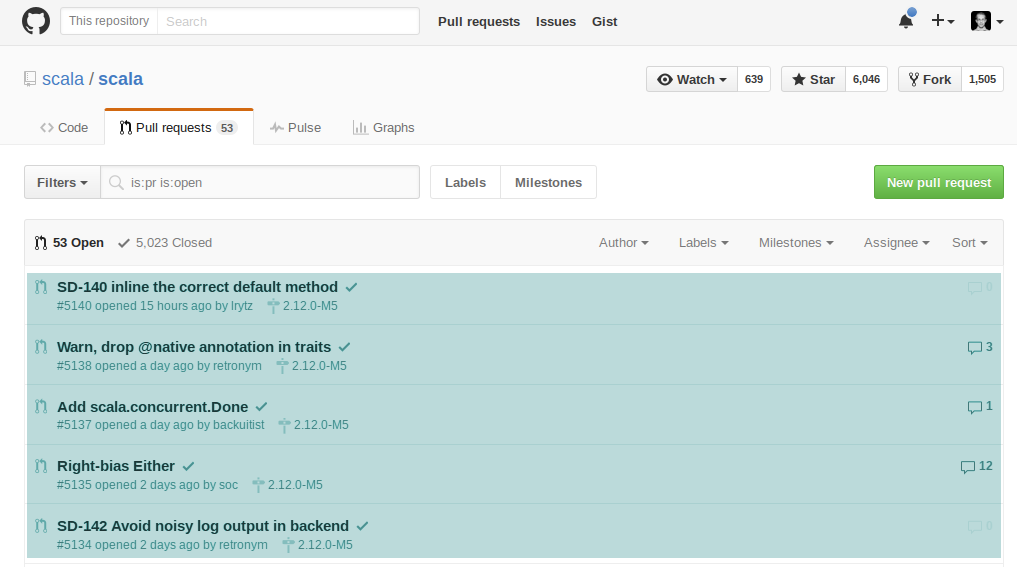 This repository Search Pull requests Issues Gist
scala / scala Watch 639 Star 6,046 Fork 1,505
Code Pull requests 53 Pulse Graphs
Filters is:pr is:open Labels Milestones New pull request
53 Open 5,023 Closed Author Labels Milestones Assignee Sort
SD-140 inline the correct default method 0
#5140 opened 15 hours ago by lrytz 2.12.0-M5
Warn, drop @native annotation in traits 3
#5138 opened a day ago by retronym 2.12.0-M5
Add scala.concurrent.Done 1
#5137 opened a day ago by backuitist 2.12.0-M5
Right-bias Either 12
#5135 opened 2 days ago by soc 2.12.0-M5
SD-142 Avoid noisy log output in backend 0
#5134 opened 2 days ago by retronym 2.12.0-M5